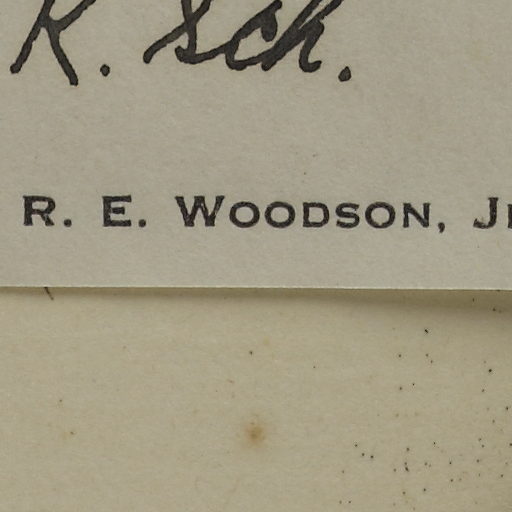 K. Sch.
R. E. WOODSON, J